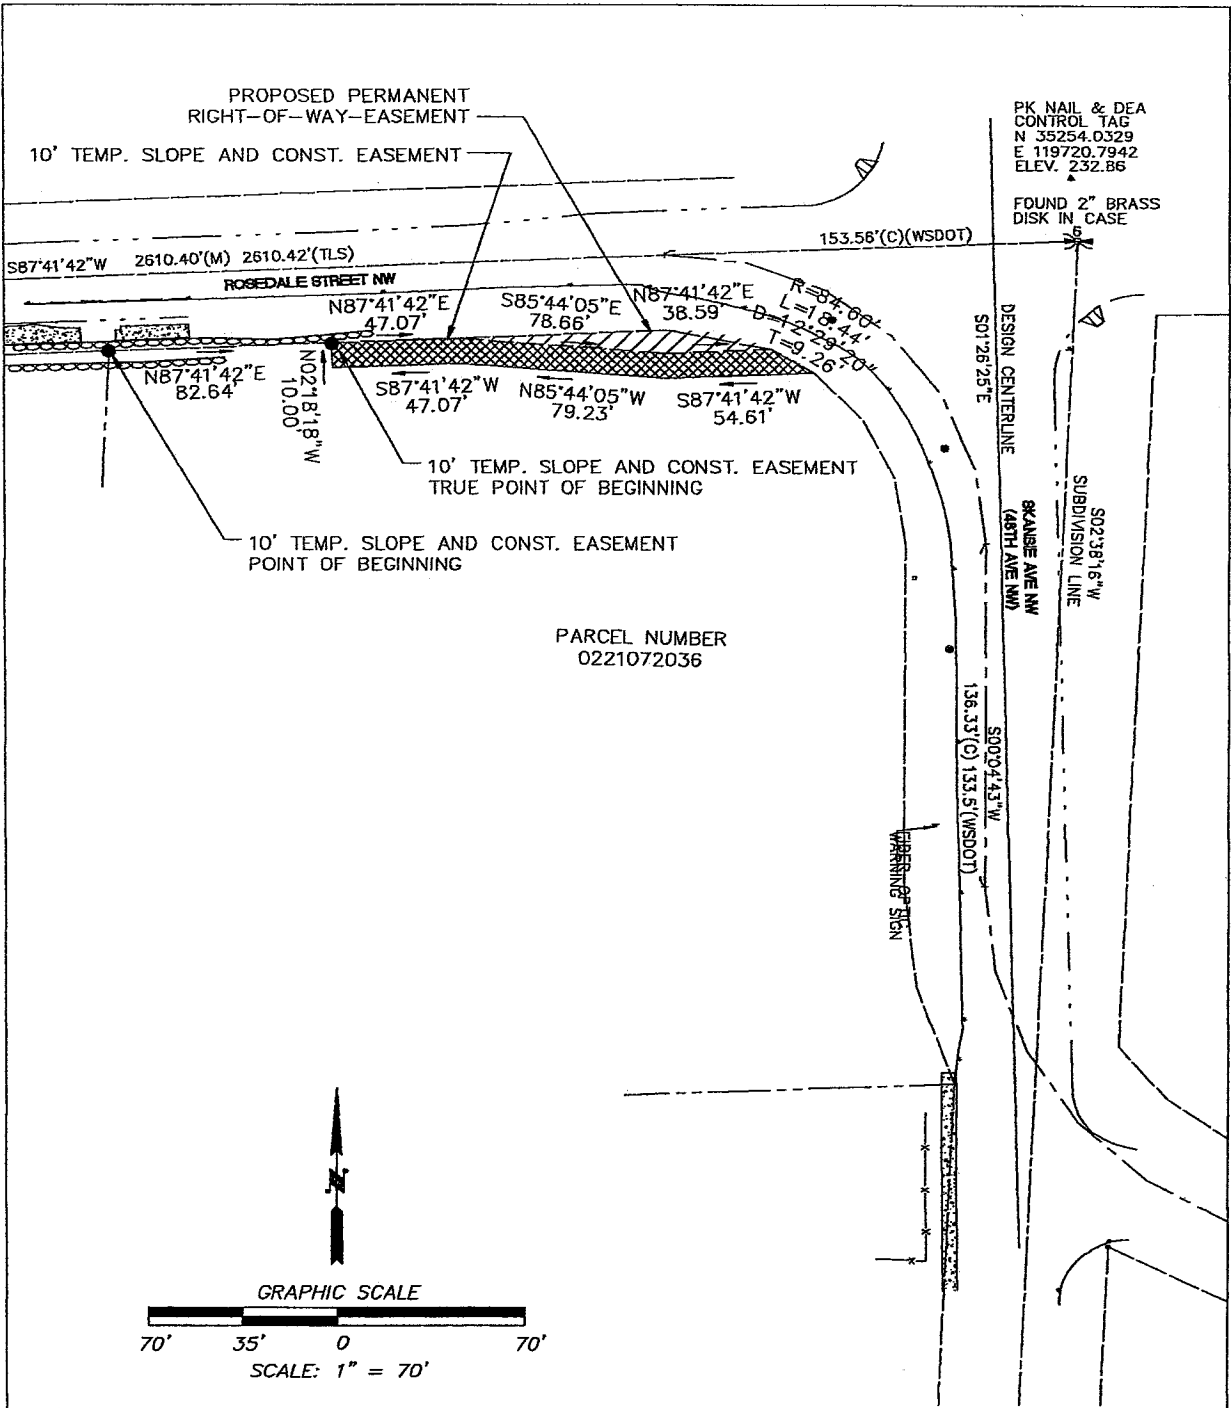 PROPOSED PERMANENT
RIGHT-OF-WAY-EASEMENT
10' TEMP. SLOPE AND CONST. EASEMENT
PK NAIL & DEA
CONTROL TAG
N 35254.0329
E 119720.7942
ELEV. 232.86
FOUND 2" BRASS
DISK IN CASE
6
153.56'(C)(WSDOT)
S87°41'42"W 2610.40'(M) 2610.42'(TLS)
ROSEDALE STREET NW
N87°41'42"E
47.07'
S85°44'05"E
78.66'
N87°41'42"E
38.59'
R=84.60'
L=18.44'
D=12°29'20"
T=9.26'
N87°41'42"E
82.64'
N02°18'18"W
10.00'
S87°41'42"W
47.07'
N85°44'05"W
79.23'
S87°41'42"W
54.61'
10' TEMP. SLOPE AND CONST. EASEMENT
TRUE POINT OF BEGINNING
10' TEMP. SLOPE AND CONST. EASEMENT
POINT OF BEGINNING
DESIGN CENTERLINE
S01°26'25"E
SKANSIE AVE NW
(48TH AVE NW)
S02°38'16"W
SUBDIVISION LINE
PARCEL NUMBER
0221072036
S00°04'43"W
136.33'(C) 133.5'(WSDOT)
FIBER OPTIC
WARNING SIGN
N
GRAPHIC SCALE
70' 35' 0 70'
SCALE: 1" = 70'